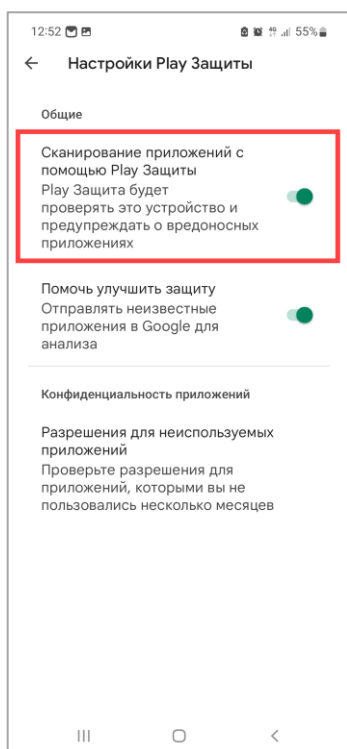 12:52 55%
Настройки Play Защиты
Общие
Сканирование приложений с
помощью Play Защиты
Play Защита будет
проверять это устройство и
предупреждать о вредоносных
приложениях
Помочь улучшить защиту
Отправлять неизвестные
приложения в Google для
анализа
Конфиденциальность приложений
Разрешения для неиспользуемых
приложений
Проверьте разрешения для
приложений, которыми вы не
пользовались несколько месяцев